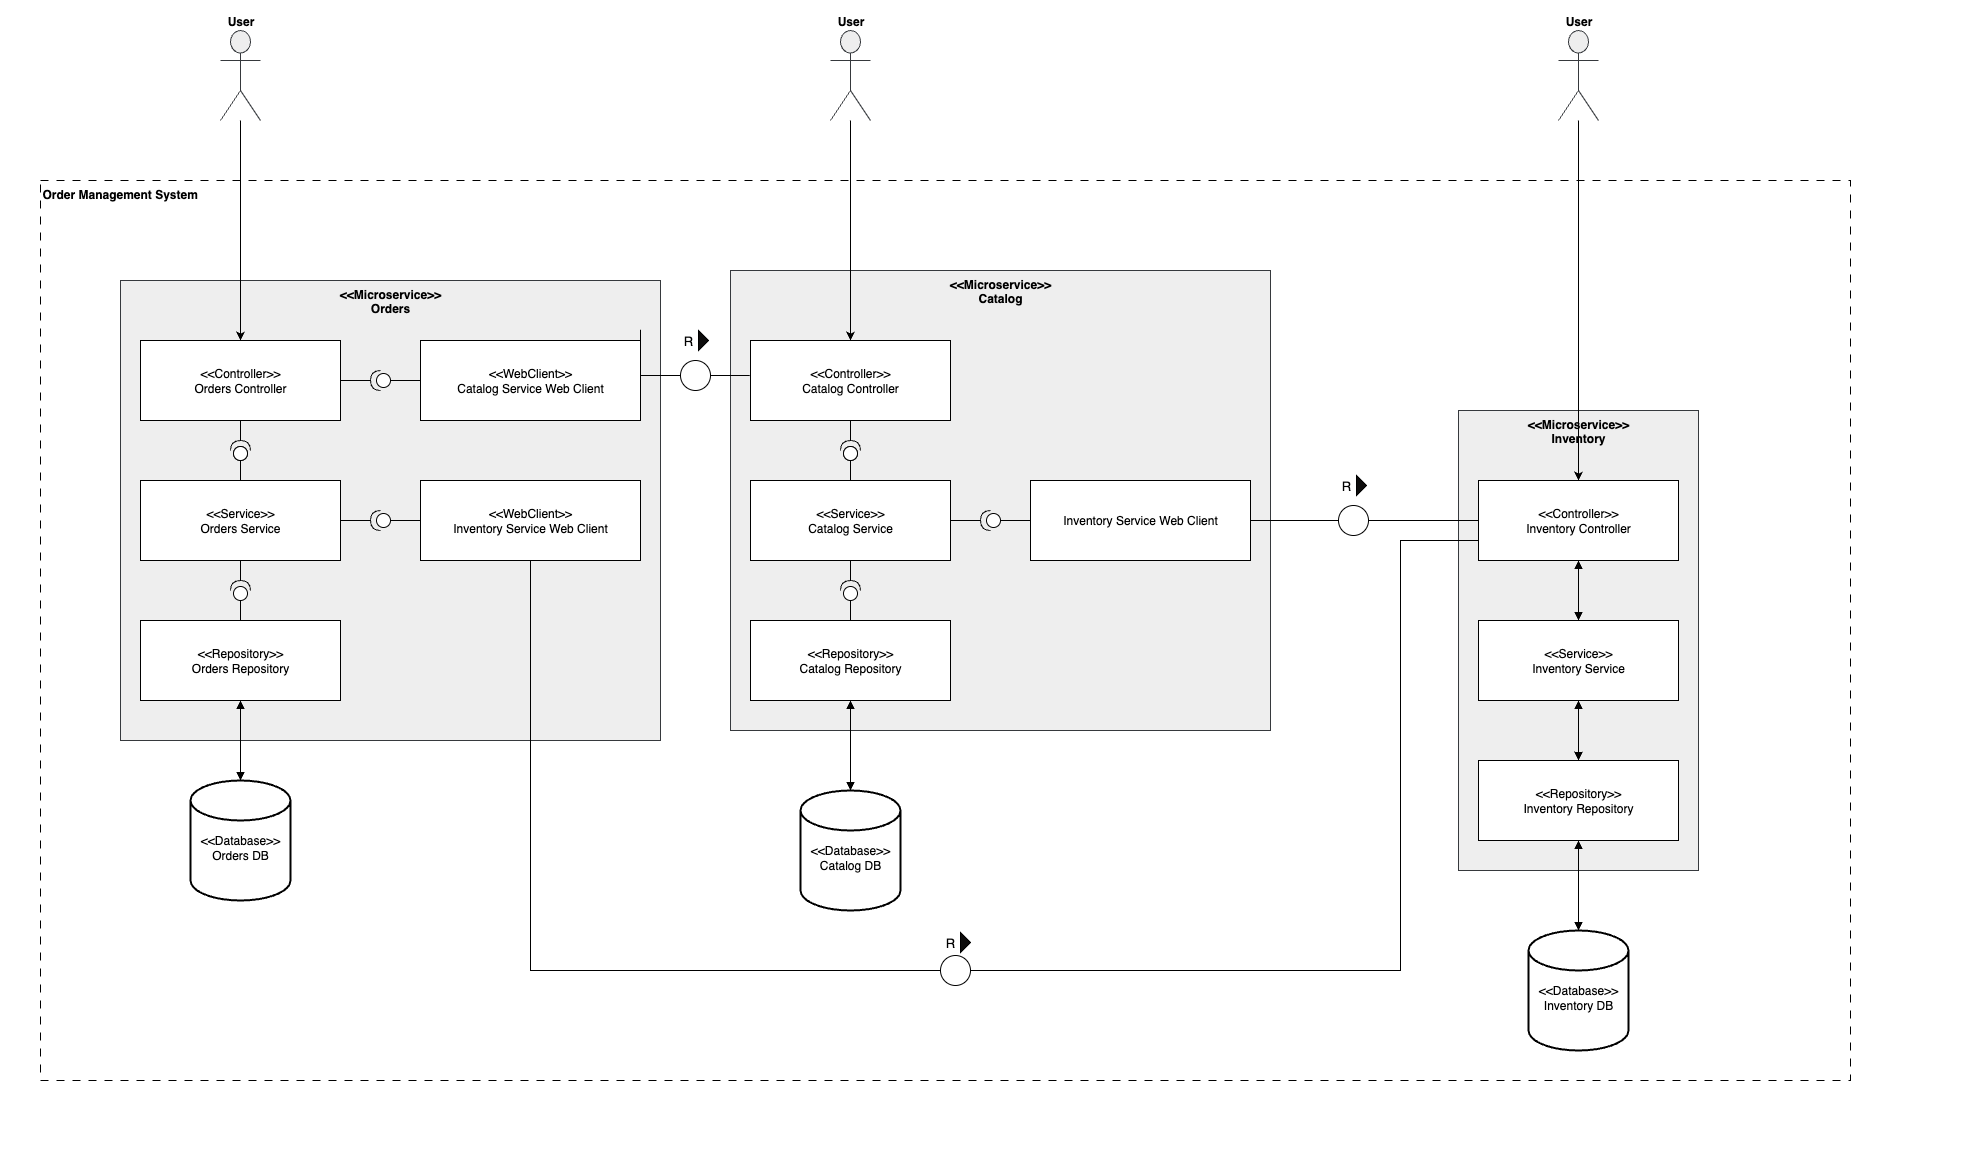 User
User
User
Order Management System
<<Microservice>>
Orders
<<Controller>>
Orders Controller
<<WebClient>>
Catalog Service Web Client
<<Service>>
Orders Service
<<WebClient>>
Inventory Service Web Client
<<Repository>>
Orders Repository
<<Database>>
Orders DB
R
<<Microservice>>
Catalog
<<Controller>>
Catalog Controller
<<Service>>
Catalog Service
Inventory Service Web Client
<<Repository>>
Catalog Repository
<<Database>>
Catalog DB
R
R
<<Microservice>>
Inventory
<<Controller>>
Inventory Controller
<<Service>>
Inventory Service
<<Repository>>
Inventory Repository
<<Database>>
Inventory DB